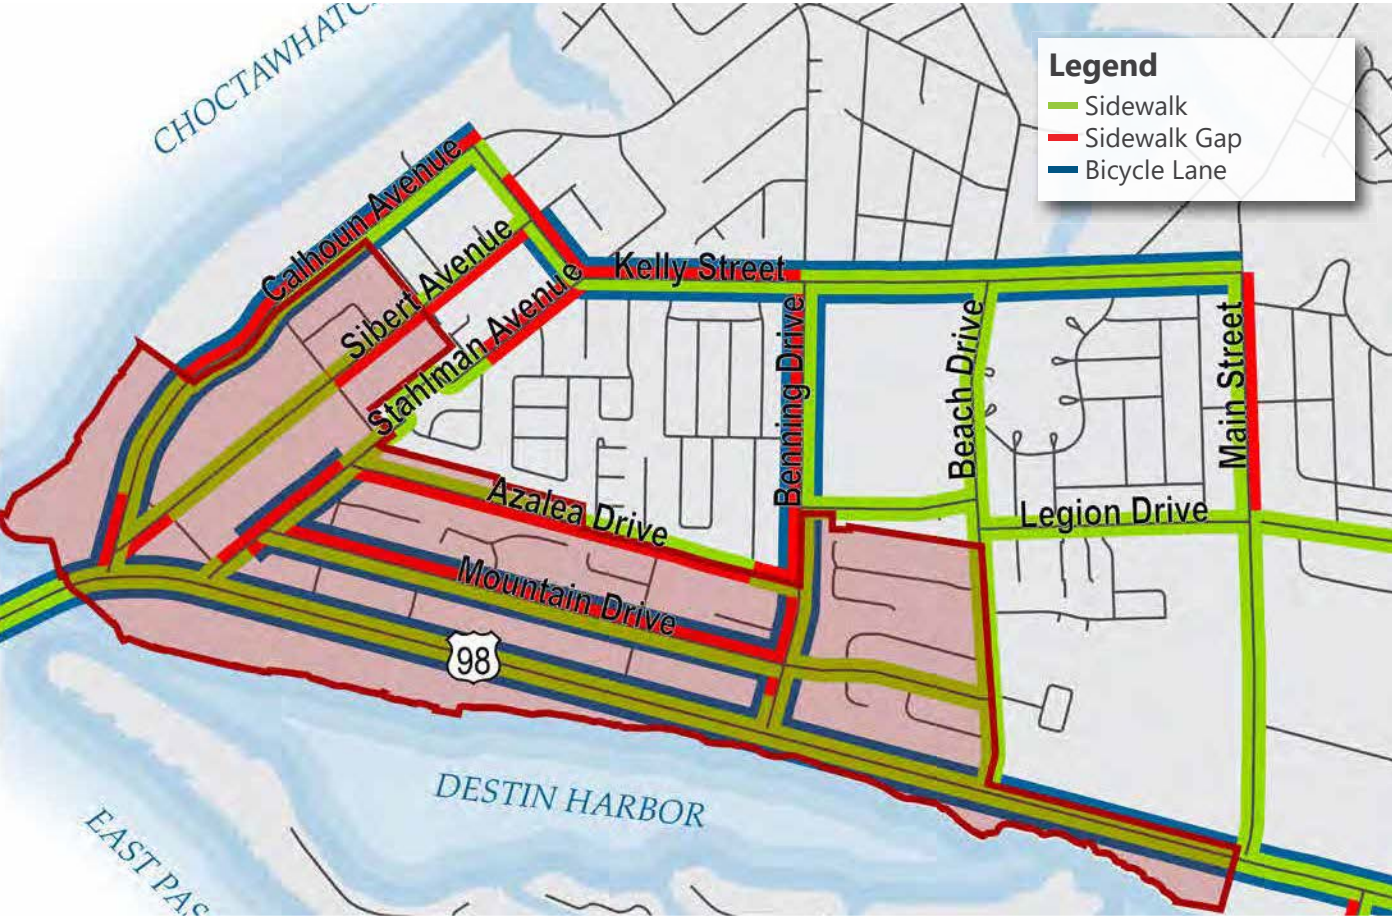 CHOCTAWHATC
Legend
Sidewalk
Sidewalk Gap
Bicycle Lane
Calhoun Avenue
Sibert Avenue
Stahlman Avenue
Kelly Street
Benning Drive
Beach Drive
Main Street
Legion Drive
Azalea Drive
Mountain Drive
98
DESTIN HARBOR
EAST PAS